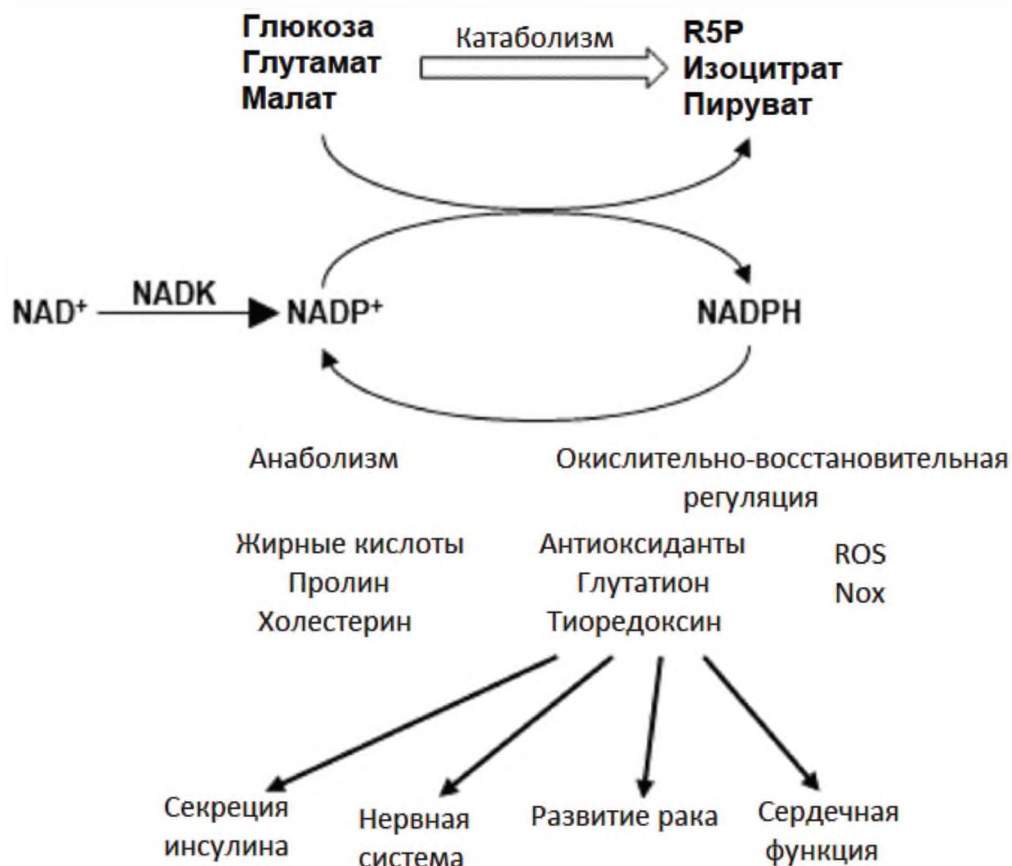 Глюкоза
Глутамат
Малат
Катаболизм
R5P
Изоцитрат
Пируват
NAD⁺
NADK
NADP⁺
NADPH
Анаболизм
Окислительно-восстановительная
регуляция
Жирные кислоты
Пролин
Холестерин
Антиоксиданты
Глутатион
Тиоредоксин
ROS
Nox
Секреция
инсулина
Нервная
система
Развитие рака
Сердечная
функция